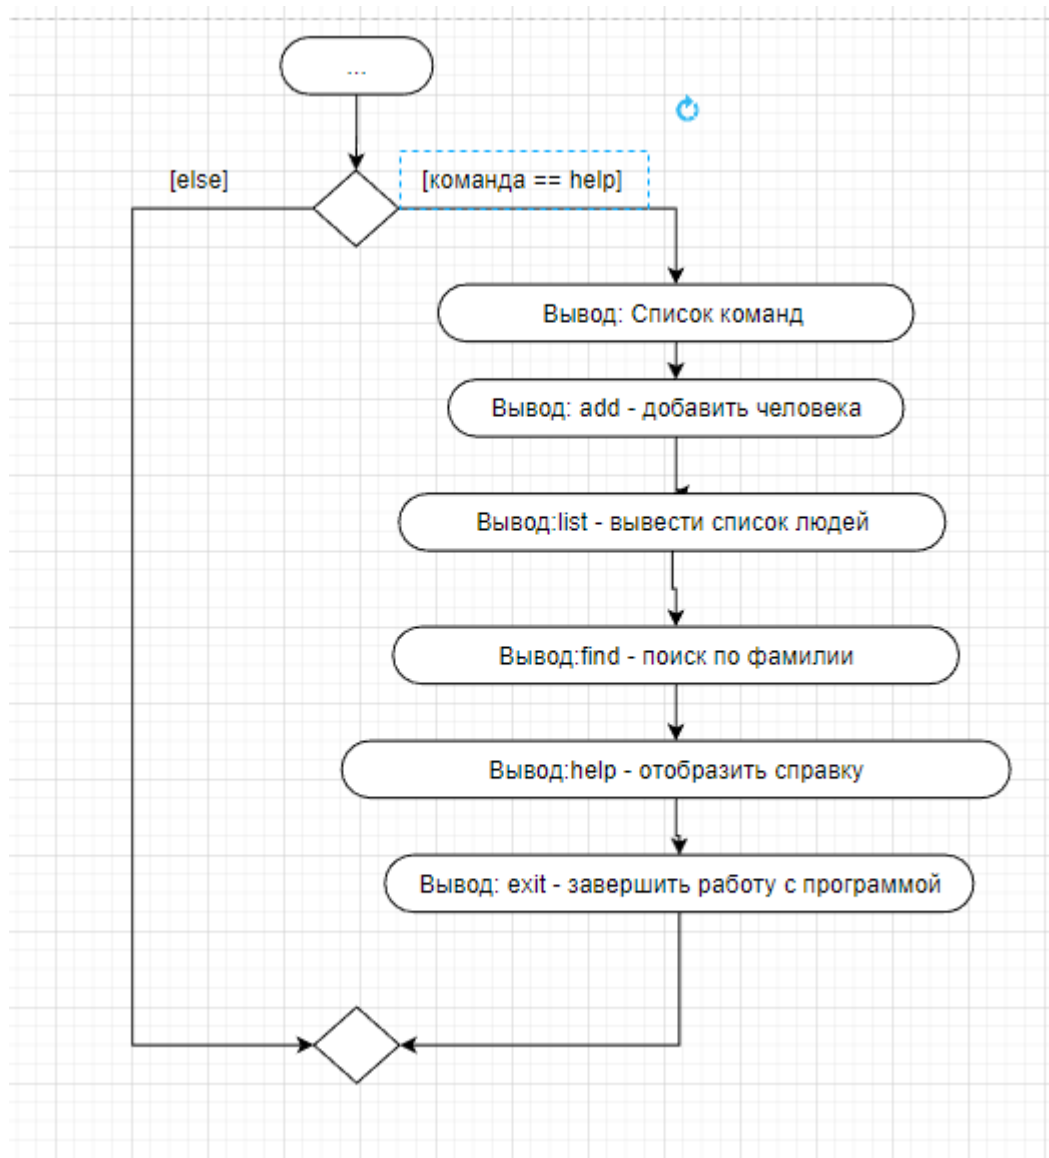 ...
[else]
[команда == help]
Вывод: Список команд
Вывод: add - добавить человека
Вывод:list - вывести список людей
Вывод:find - поиск по фамилии
Вывод:help - отобразить справку
Вывод: exit - завершить работу с программой